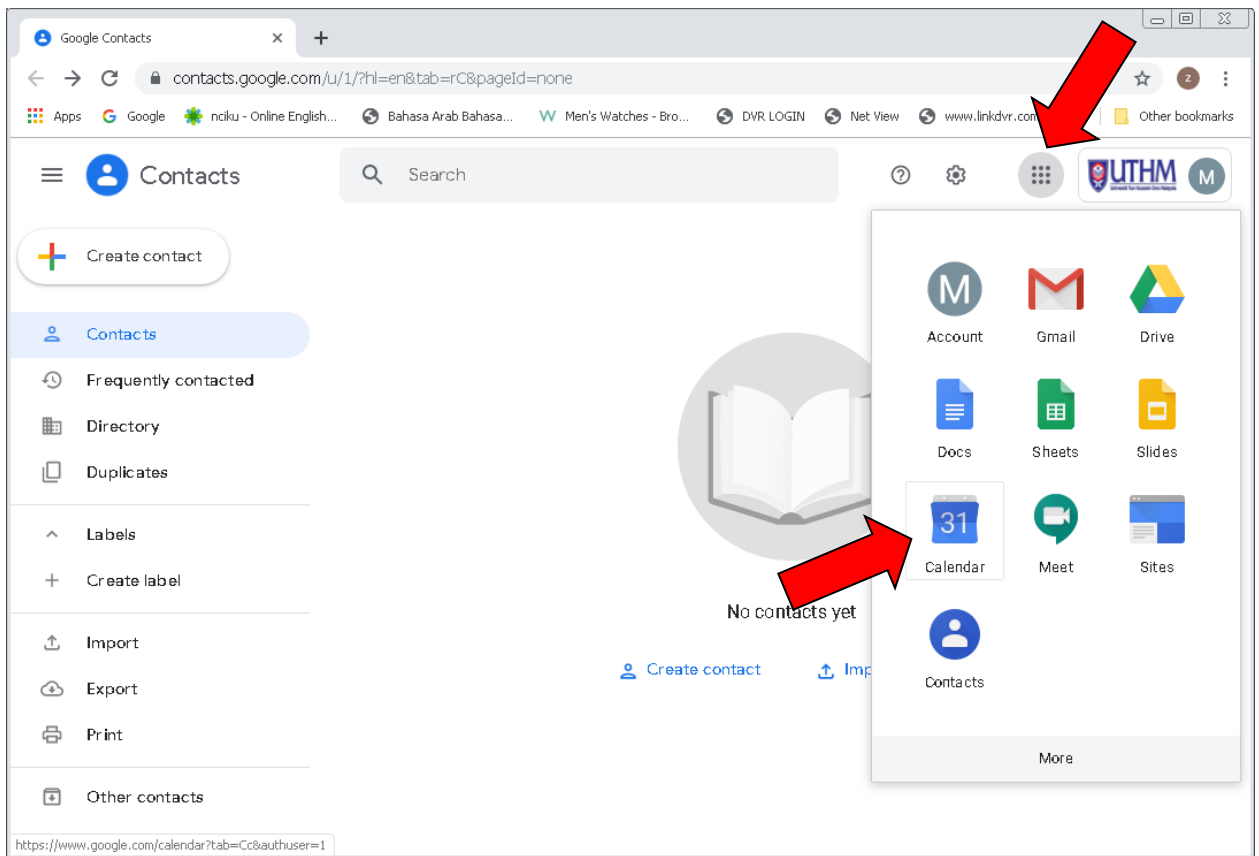 Google Contacts
contacts.google.com/u/1/?hl=en&tab=rC&pageId=none
Z
Apps Google nciku - Online English... Bahasa Arab Bahasa... Men's Watches - Bro... DVR LOGIN Net View www.linkdvr.com Other bookmarks
Contacts Search UTHM M
Create contact
Contacts
Frequently contacted
Directory
Duplicates
Labels
Create label
Import
Export
Print
Other contacts
No contacts yet
Create contact Imp
M
Account Gmail Drive
Docs Sheets Slides
31
Calendar Meet Sites
Contacts
More
https://www.google.com/calendar?tab=Cc&authuser=1